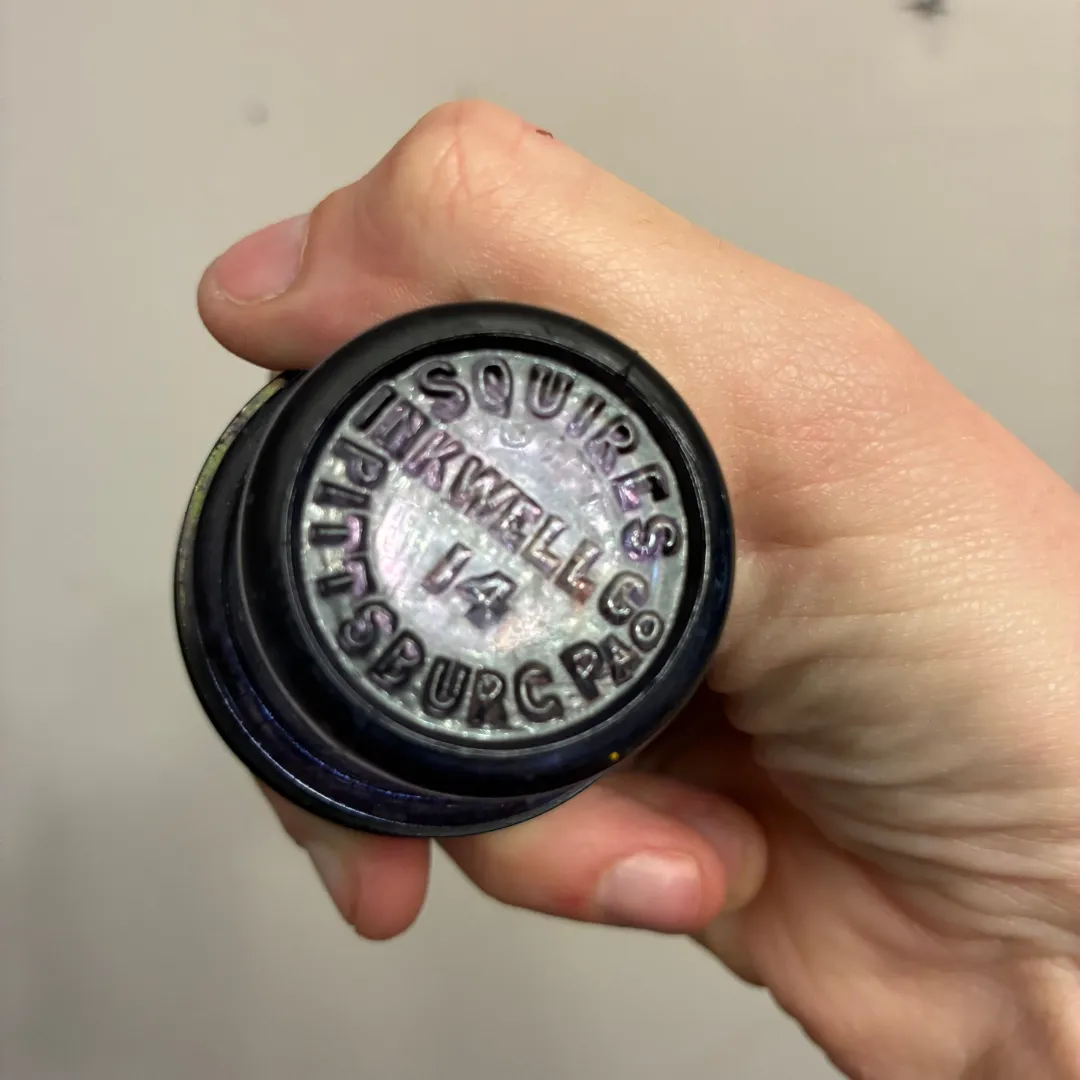 SQUIRES
INKWELL CO
14
PITTSBURG PA